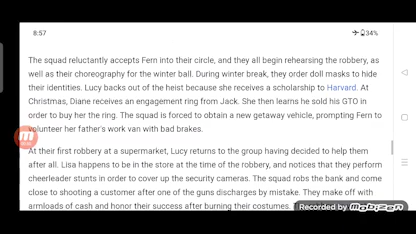 8:57
34%
The squad reluctantly accepts Fern into their circle, and they all begin rehearsing the robbery, as
well as their choreography for the winter ball. During winter break, they order doll masks to hide
their identities. Lucy backs out of the heist because she receives a scholarship to Harvard. At
Christmas, Diane receives an engagement ring from Jack. She then learns he sold his GTO in
order to buy her the ring. The squad is forced to obtain a new getaway vehicle, prompting Fern to
volunteer her father's work van with bad brakes.
At their first robbery at a supermarket, Lucy returns to the group having decided to help them
after all. Lisa happens to be in the store at the time of the robbery, and notices that they perform
cheerleader stunts in order to cover up the security cameras. The squad robs the bank and come
close to shooting a customer after one of the guns discharges by mistake. They make off with
armloads of cash and honor their success after burning their costumes.
Recorded by Mobizen